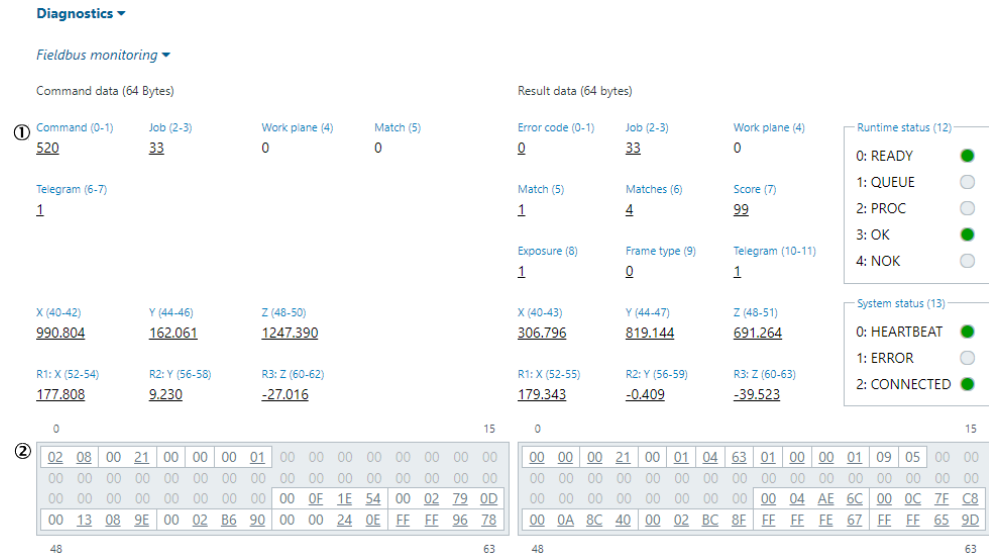 Diagnostics
Fieldbus monitoring
Command data (64 Bytes) Result data (64 bytes)
① Command (0-1) Job (2-3) Work plane (4) Match (5) Error code (0-1) Job (2-3) Work plane (4) Runtime status (12)
520 33 0 0 0 33 0 0: READY
1: QUEUE
Telegram (6-7) Match (5) Matches (6) Score (7) 2: PROC
1 1 4 99 3: OK
Exposure (8) Frame type (9) Telegram (10-11) 4: NOK
1 0 1
X (40-42) Y (44-46) Z (48-50) X (40-43) Y (44-47) Z (48-51) System status (13)
990.804 162.061 1247.390 306.796 819.144 691.264 0: HEARTBEAT
1: ERROR
R1: X (52-54) R2: Y (56-58) R3: Z (60-62) R1: X (52-55) R2: Y (56-59) R3: Z (60-63) 2: CONNECTED
177.808 9.230 -27.016 179.343 -0.409 -39.523
0 15 0 15
② 02 08 00 21 00 00 00 01 00 00 00 00 00 00 00 00 00 00 00 21 00 01 04 63 01 00 00 01 09 05 00 00
00 00 00 00 00 00 00 00 00 00 00 00 00 00 00 00 00 00 00 00 00 00 00 00 00 00 00 00 00 00 00 00
00 00 00 00 00 00 00 00 00 0F 1E 54 00 02 79 0D 00 00 00 00 00 00 00 00 00 04 AE 6C 00 0C 7F C8
00 13 08 9E 00 02 B6 90 00 00 24 0E FF FF 96 78 00 0A 8C 40 00 02 BC 8F FF FF FE 67 FF FF 65 9D
48 63 48 63